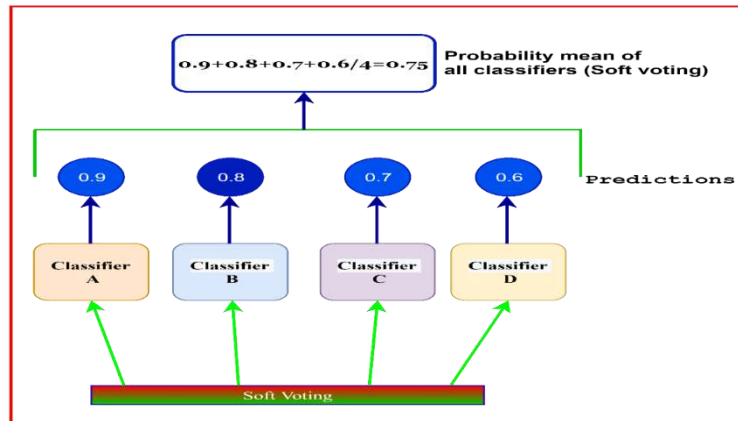 0.9+0.8+0.7+0.6/4=0.75
Probability mean of
all classifiers (Soft voting)
0.9
0.8
0.7
0.6
Predictions
Classifier
A
Classifier
B
Classifier
C
Classifier
D
Soft Voting